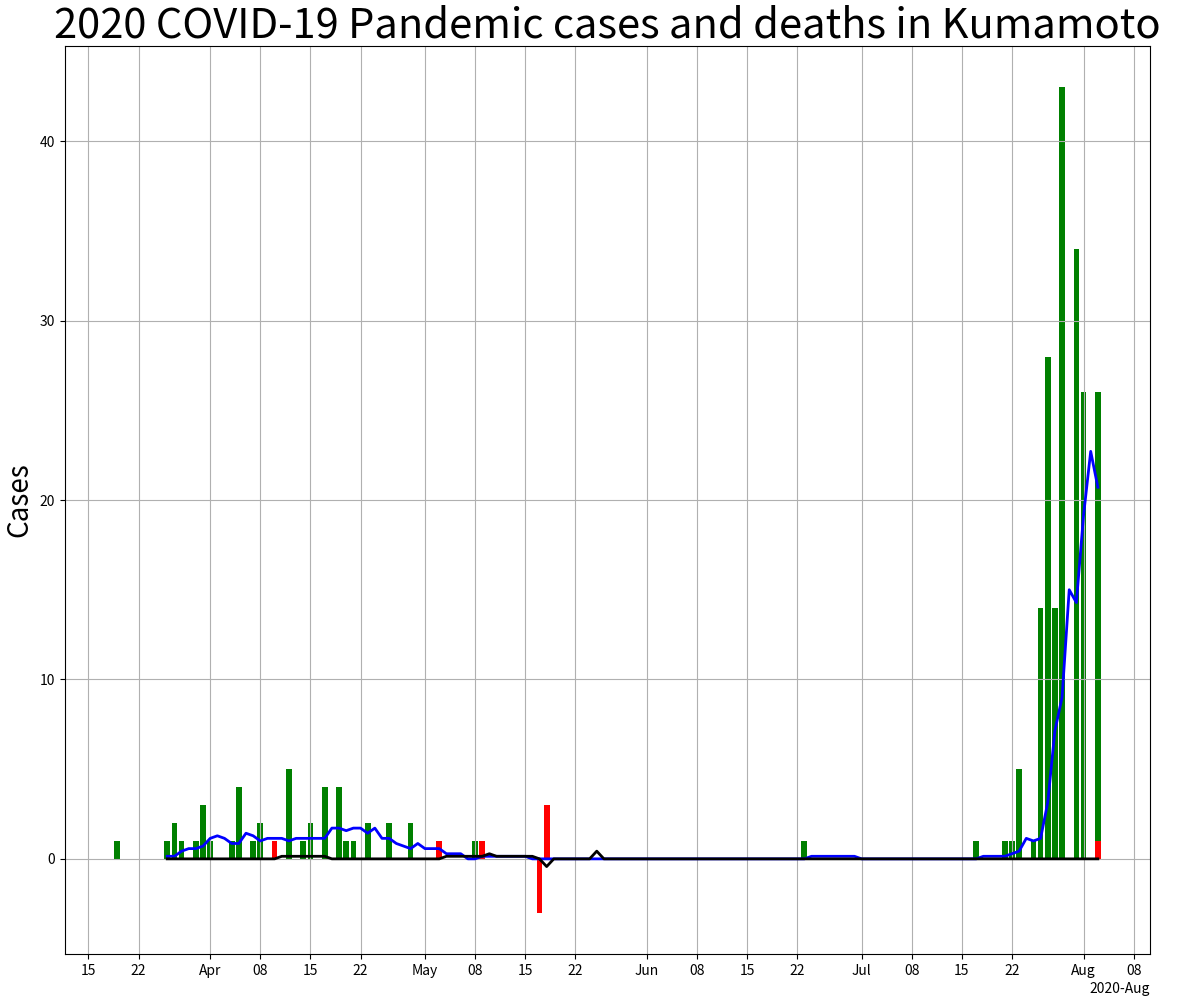 2020 COVID-19 Pandemic cases and deaths in Kumamoto
Cases
40
30
20
10
0
15 22 Apr 08 15 22 May 08 15 22 Jun 08 15 22 Jul 08 15 22 Aug 08
2020-Aug